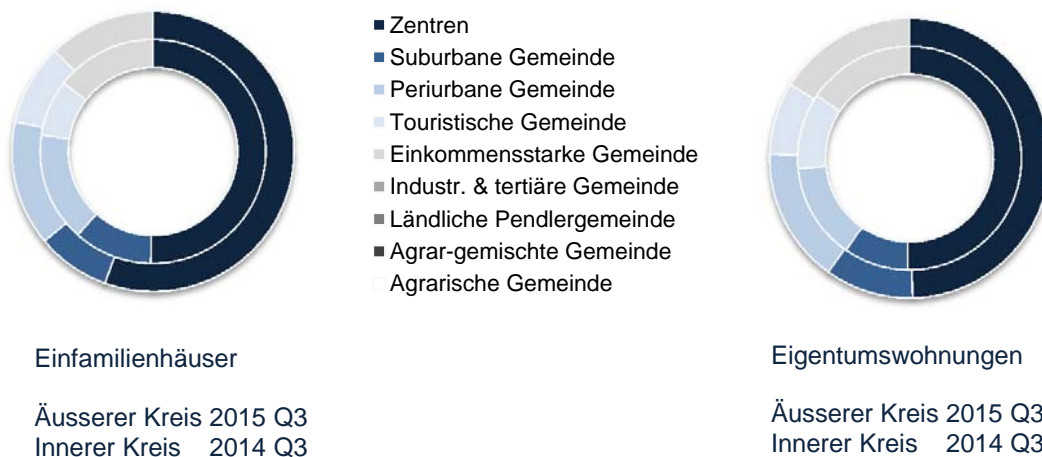 Zentren
Suburbane Gemeinde
Periurbane Gemeinde
Touristische Gemeinde
Einkommensstarke Gemeinde
Industr. & tertiäre Gemeinde
Ländliche Pendlergemeinde
Agrar-gemischte Gemeinde
Agrarische Gemeinde
Einfamilienhäuser
Äusserer Kreis 2015 Q3
Innerer Kreis 2014 Q3
Eigentumswohnungen
Äusserer Kreis 2015 Q3
Innerer Kreis 2014 Q3